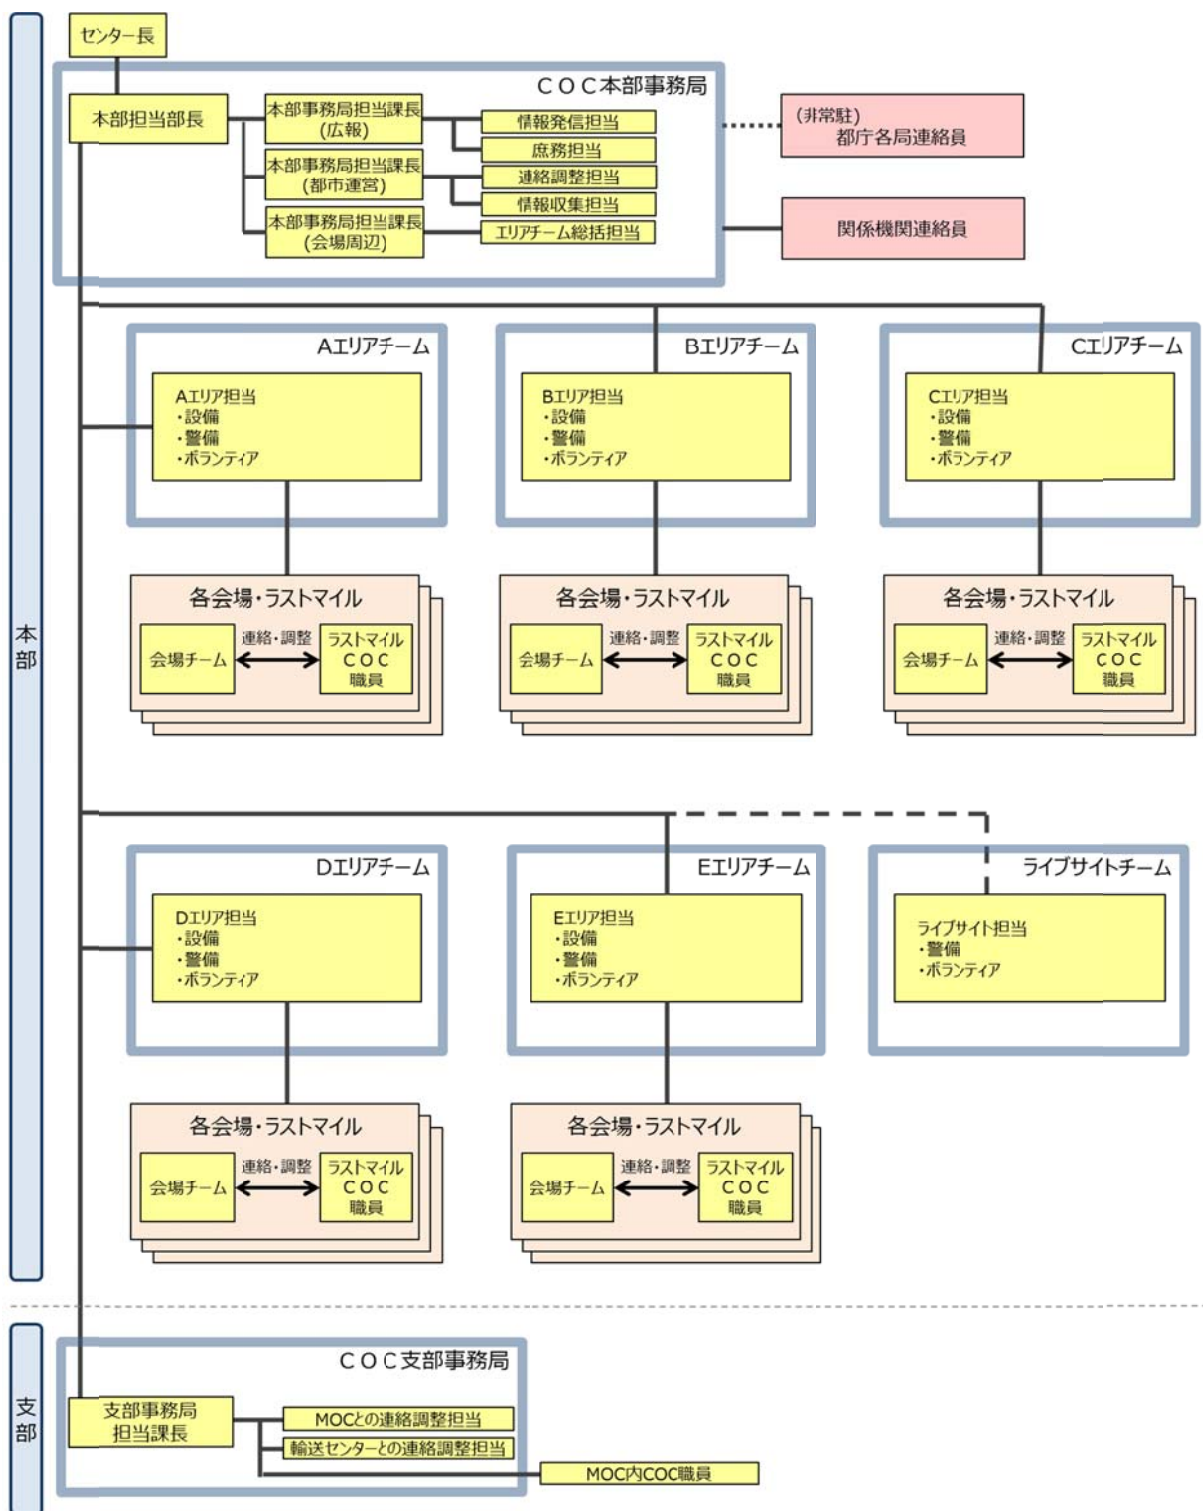 本部
センター長
ＣＯＣ本部事務局
本部担当部長
本部事務局担当課長
(広報)
情報発信担当
庶務担当
本部事務局担当課長
(都市運営)
連絡調整担当
情報収集担当
本部事務局担当課長
(会場周辺)
エリアチーム総括担当
(非常駐)
都庁各局連絡員
関係機関連絡員
Aエリアチーム
Aエリア担当
・設備
・警備
・ボランティア
Bエリアチーム
Bエリア担当
・設備
・警備
・ボランティア
Cエリアチーム
Cエリア担当
・設備
・警備
・ボランティア
各会場・ラストマイル
会場チーム
連絡・調整
ラストマイル
ＣＯＣ
職員
各会場・ラストマイル
会場チーム
連絡・調整
ラストマイル
ＣＯＣ
職員
各会場・ラストマイル
会場チーム
連絡・調整
ラストマイル
ＣＯＣ
職員
Dエリアチーム
Dエリア担当
・設備
・警備
・ボランティア
Eエリアチーム
Eエリア担当
・設備
・警備
・ボランティア
ライブサイトチーム
ライブサイト担当
・警備
・ボランティア
各会場・ラストマイル
会場チーム
連絡・調整
ラストマイル
ＣＯＣ
職員
各会場・ラストマイル
会場チーム
連絡・調整
ラストマイル
ＣＯＣ
職員
支部
ＣＯＣ支部事務局
支部事務局
担当課長
MOCとの連絡調整担当
輸送センターとの連絡調整担当
MOC内COC職員